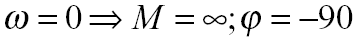 ω = 0 ⇒ M = ∞; φ = −90